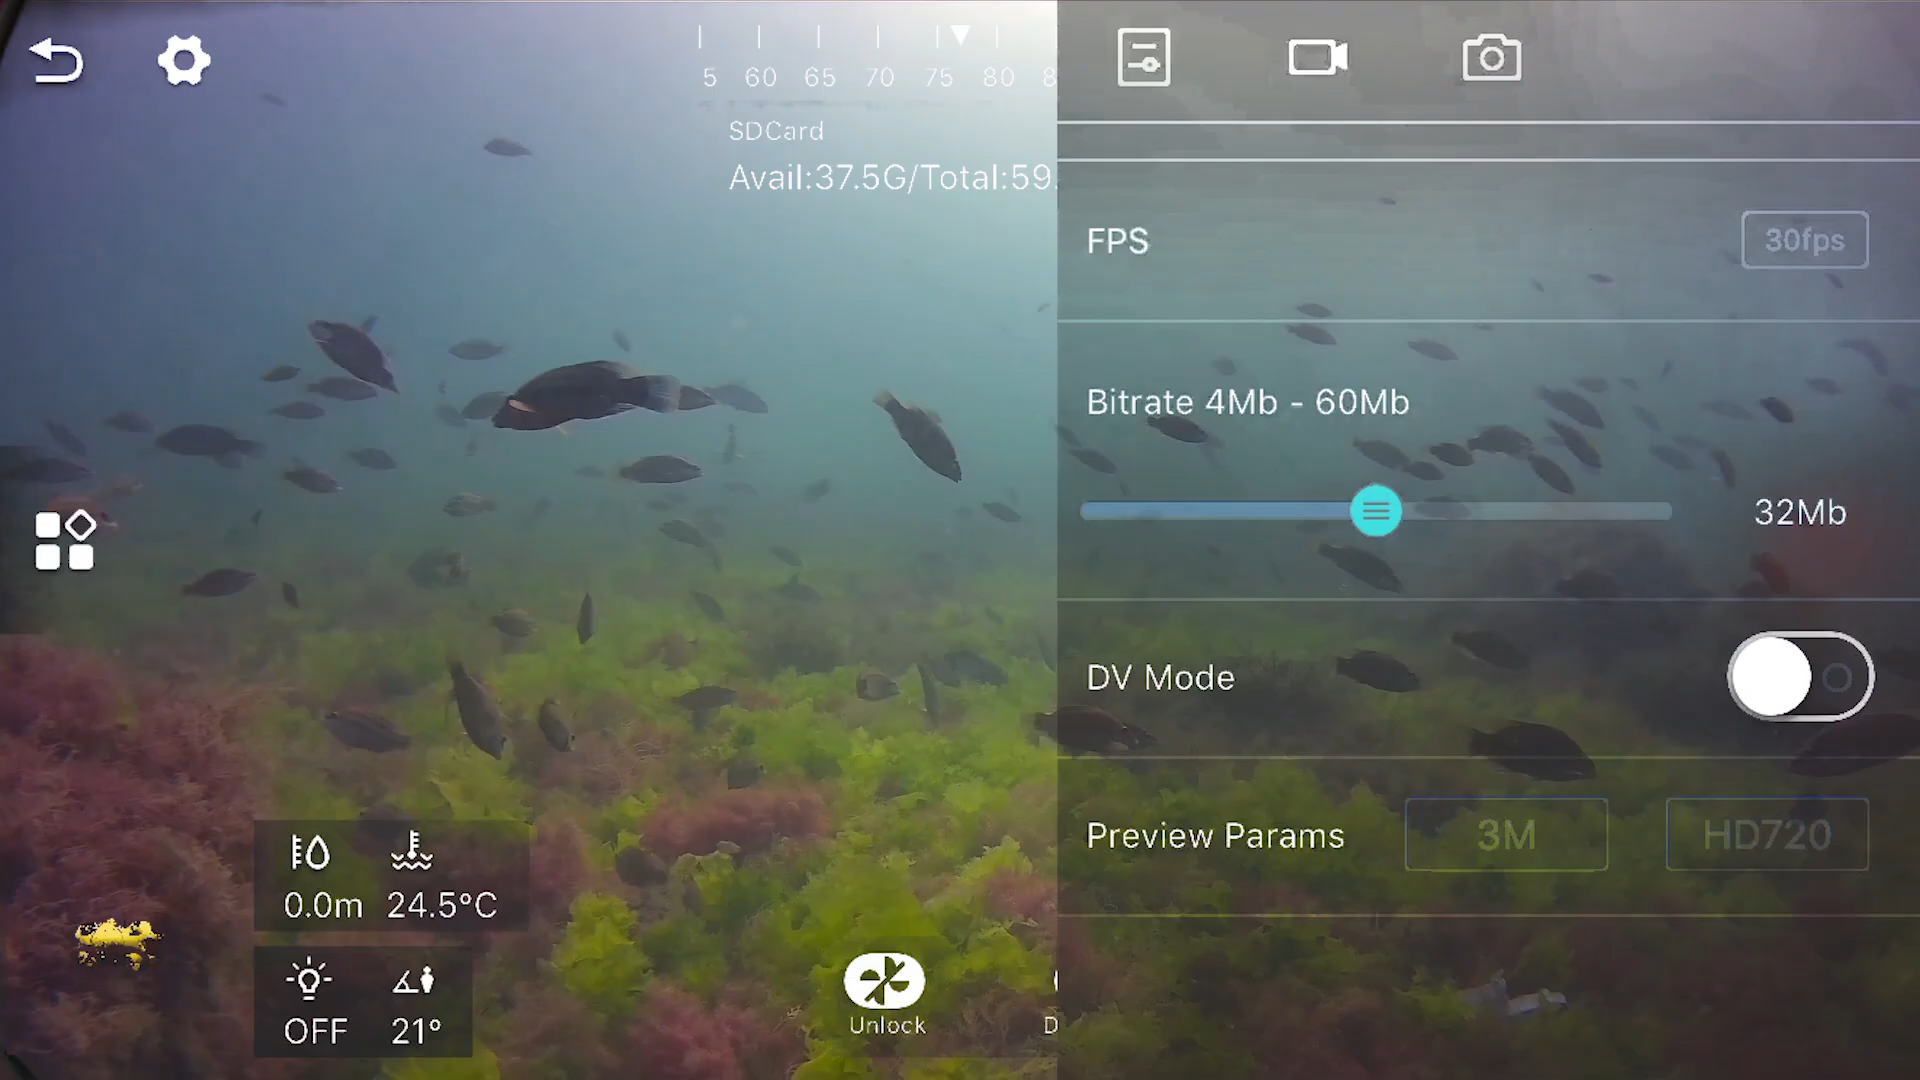 5 60 65 70 75 80 8
SDCard
Avail:37.5G/Total:59.
FPS
30fps
Bitrate 4Mb - 60Mb
32Mb
DV Mode
Preview Params
3M
HD720
0.0m 24.5°C
OFF 21°
Unlock
D